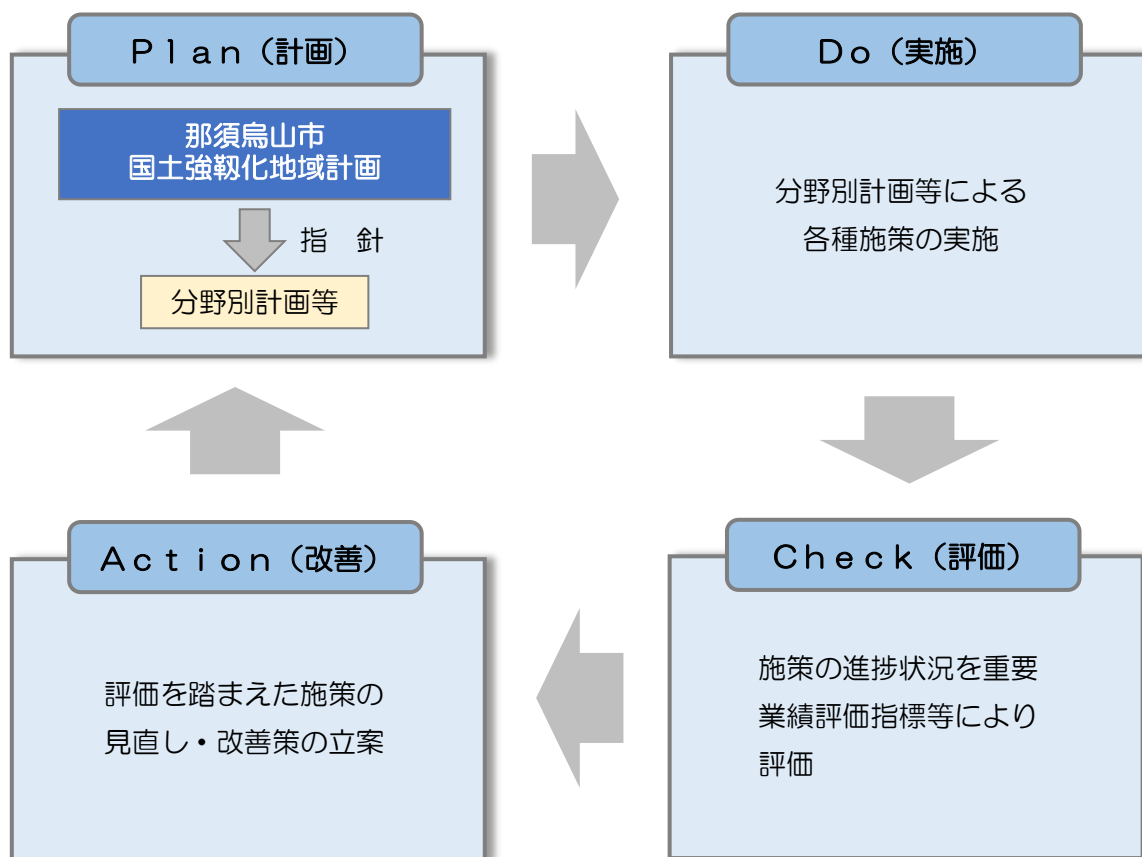 Ｐｌａｎ（計画）
那須烏山市
国土強靱化地域計画
指　針
分野別計画等
Ｄｏ（実施）
分野別計画等による
各種施策の実施
Ｃｈｅｃｋ（評価）
施策の進捗状況を重要
業績評価指標等により
評価
Ａｃｔｉｏｎ（改善）
評価を踏まえた施策の
見直し・改善策の立案